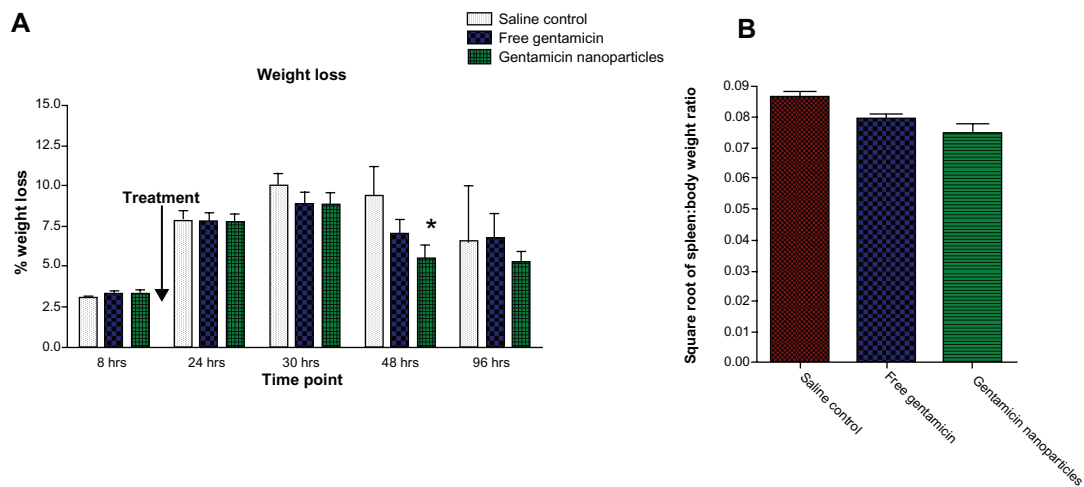 A
Saline control
Free gentamicin
Gentamicin nanoparticles
Weight loss
% weight loss
15.0
12.5
10.0
7.5
5.0
2.5
0.0
Treatment
*
8 hrs
24 hrs
30 hrs
48 hrs
96 hrs
Time point
B
Square root of spleen:body weight ratio
0.09
0.08
0.07
0.06
0.05
0.04
0.03
0.02
0.01
0.00
Saline control
Free gentamicin
Gentamicin nanoparticles